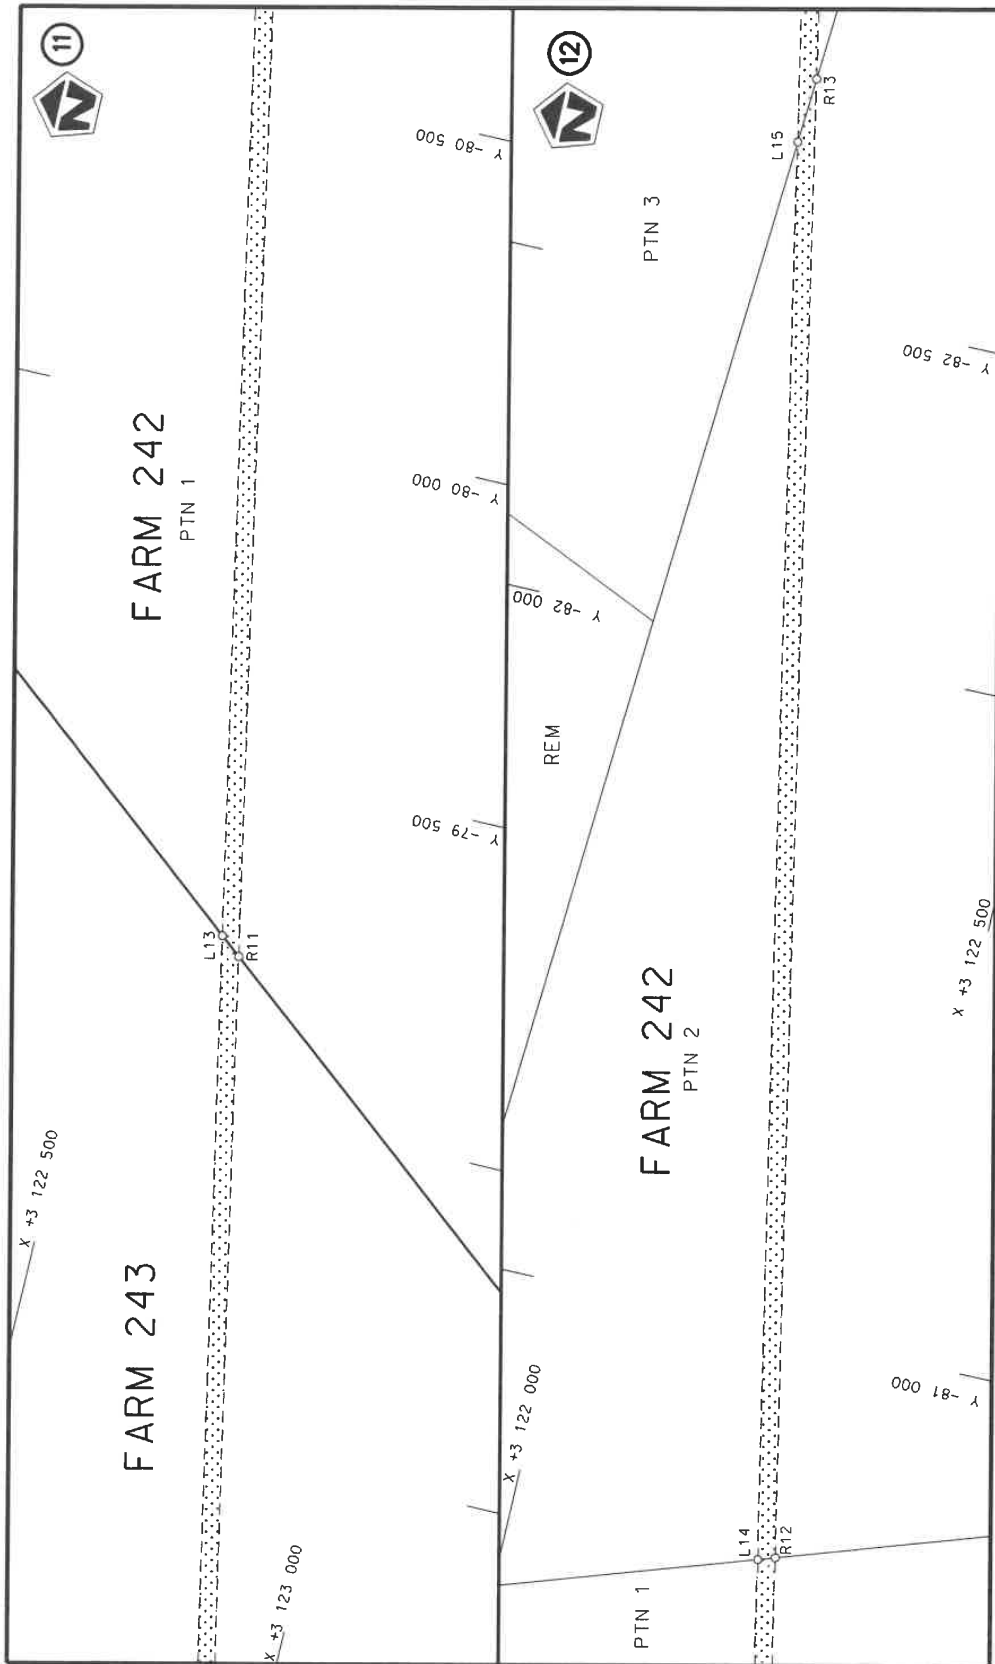 11
N
X +3 122 500
FARM 243
X +3 123 000
L13
R11
FARM 242
PTN 1
Y -79 500
Y -80 000
Y -80 500
12
N
PTN 1
L14
R12
X +3 122 000
FARM 242
PTN 2
REM
Y -82 000
PTN 3
L15
R13
Y -81 000
X +3 122 500
Y -82 500